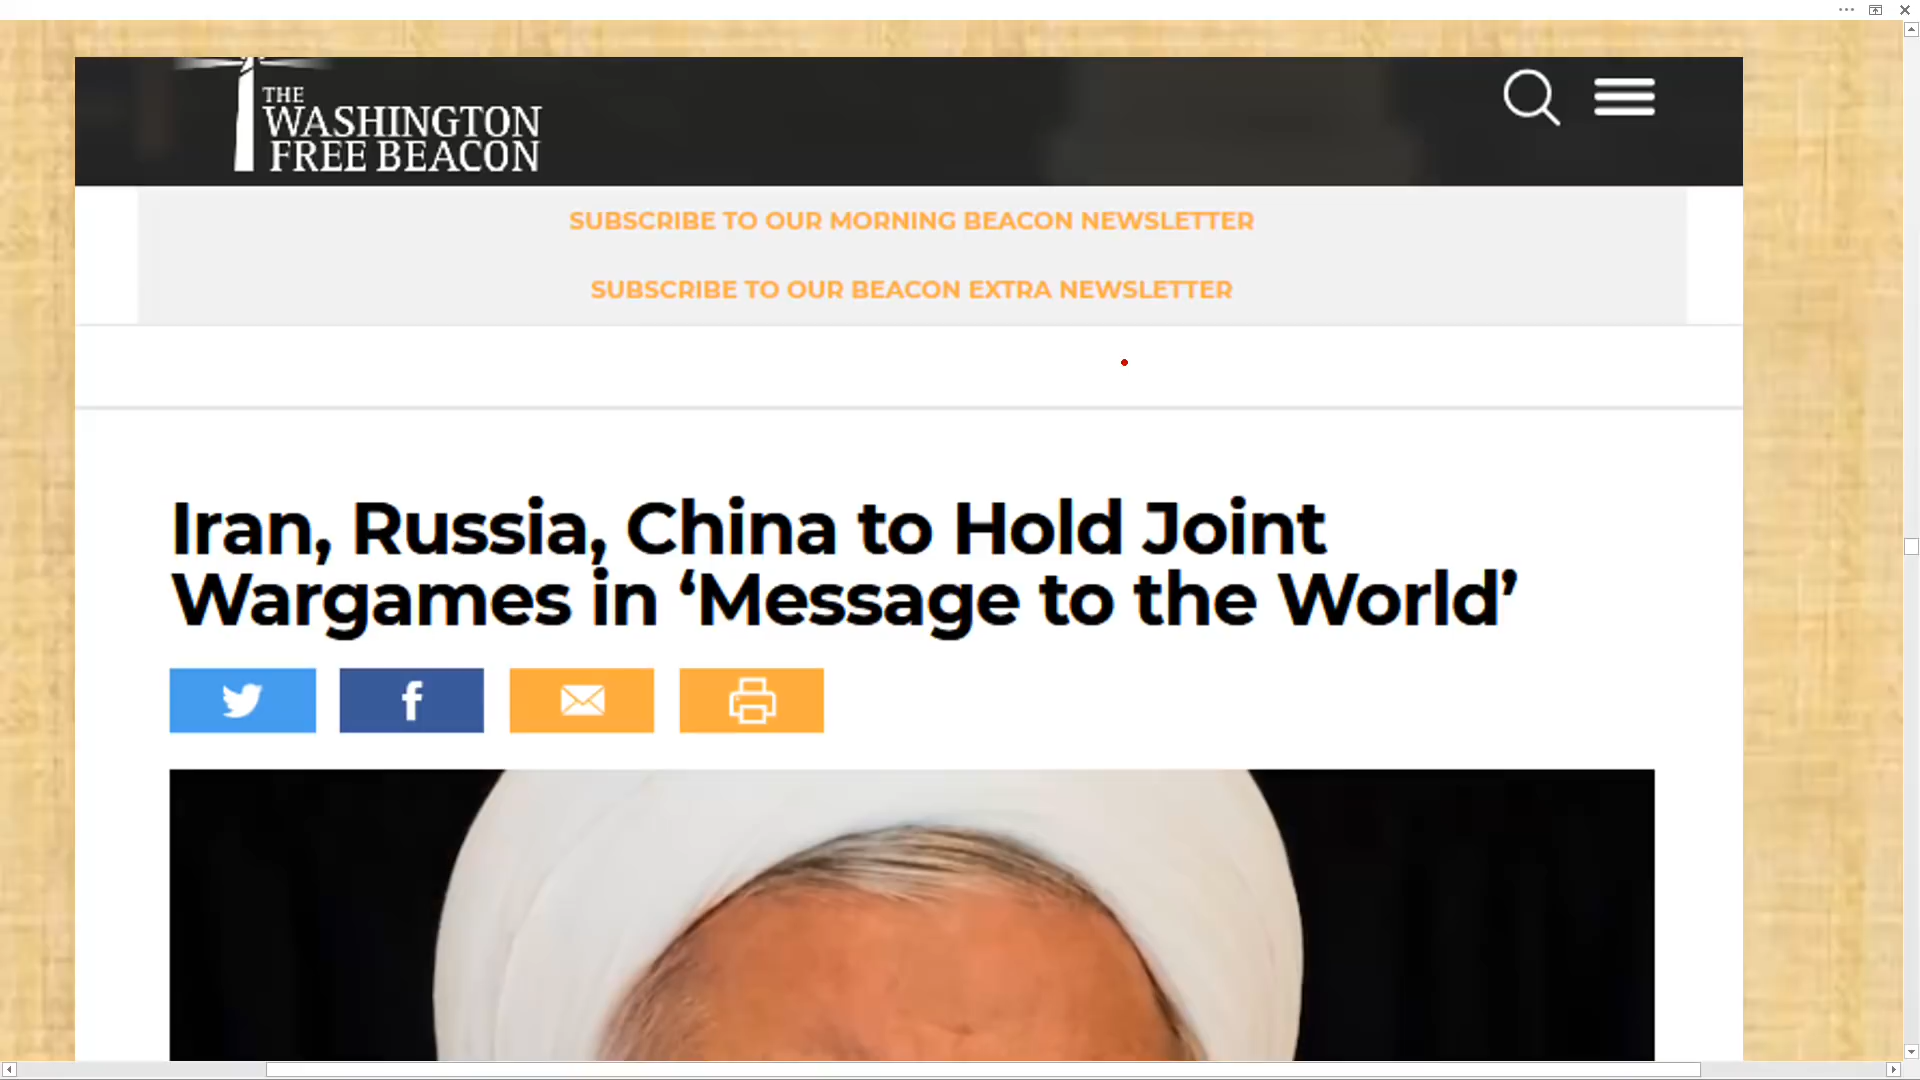 THE
WASHINGTON
FREE BEACON
SUBSCRIBE TO OUR MORNING BEACON NEWSLETTER
SUBSCRIBE TO OUR BEACON EXTRA NEWSLETTER
Iran, Russia, China to Hold Joint
Wargames in ‘Message to the World’